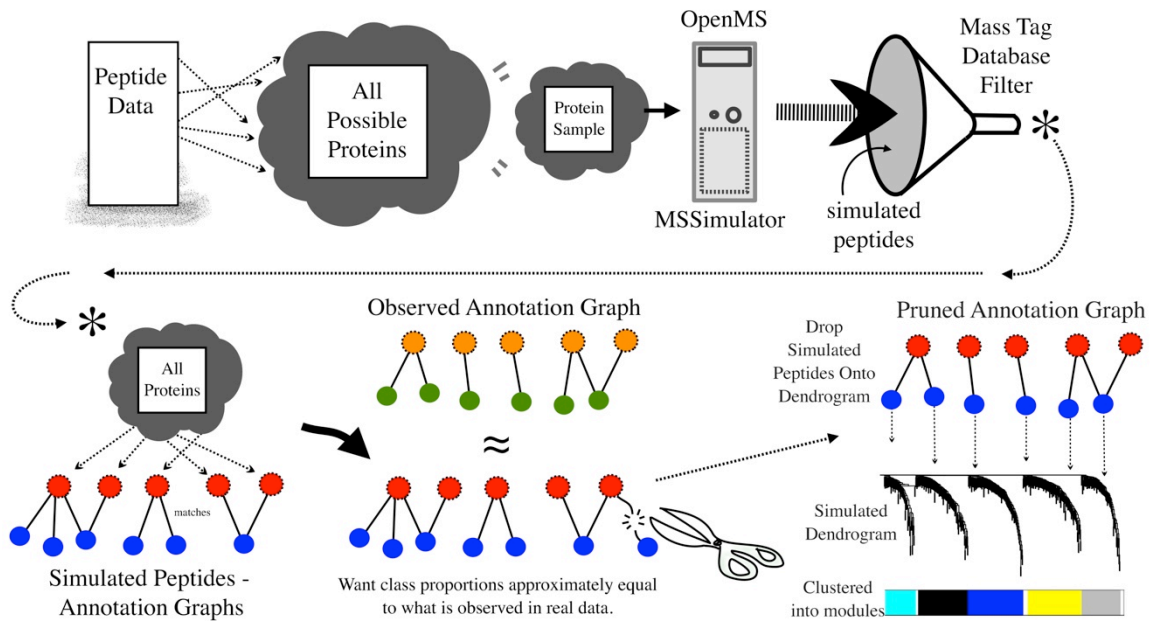 Peptide
Data
All
Possible
Proteins
Protein
Sample
OpenMS
MSSimulator
simulated
peptides
Mass Tag
Database
Filter
*
*
All
Proteins
matches
Simulated Peptides -
Annotation Graphs
Observed Annotation Graph
≈
Want class proportions approximately equal
to what is observed in real data.
Pruned Annotation Graph
Drop
Simulated
Peptides Onto
Dendrogram
Simulated
Dendrogram
Clustered
into modules